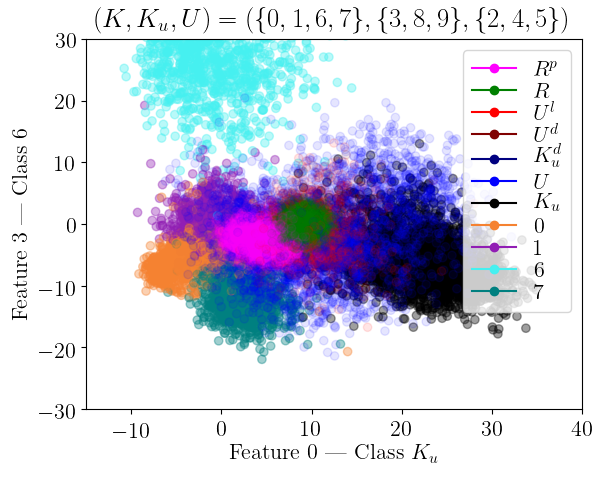 (K, K_u, U) = ({0, 1, 6, 7}, {3, 8, 9}, {2, 4, 5})
30
20
10
0
−10
−20
−30
Feature 3 — Class 6
R^p
R
U^l
U^d
K_u^d
U
K_u
0
1
6
7
−10 0 10 20 30 40
Feature 0 — Class K_u